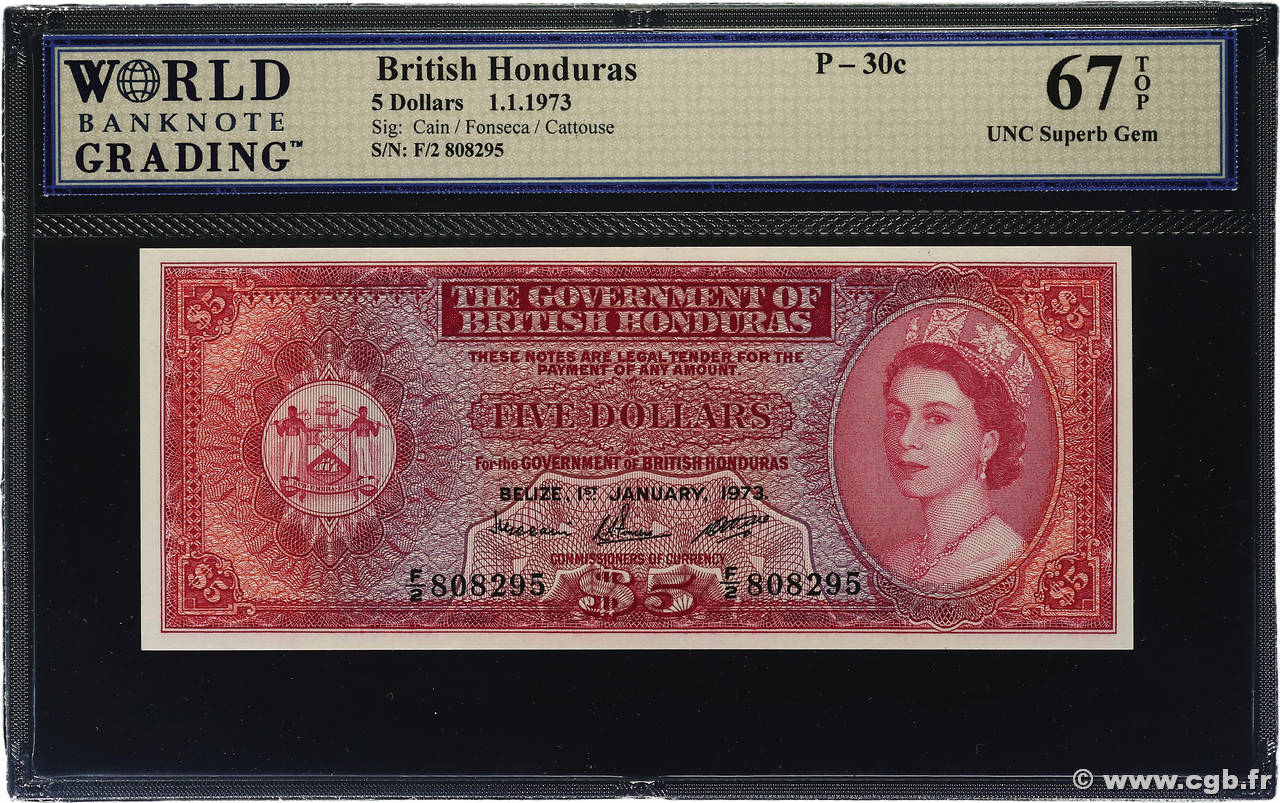 WORLD
BANKNOTE
GRADING™
British Honduras
5 Dollars 1.1.1973
Sig: Cain / Fonseca / Cattouse
S/N: F/2 808295
P – 30c
67 TOP
UNC Superb Gem
$5 $5
THE GOVERNMENT OF
BRITISH HONDURAS
THESE NOTES ARE LEGAL TENDER FOR THE
PAYMENT OF ANY AMOUNT.
FIVE DOLLARS
For the GOVERNMENT OF BRITISH HONDURAS
BELIZE, 1ST JANUARY, 1973.
COMMISSIONERS OF CURRENCY
F/2 808295 $5 F/2 808295
$5 $5
© www.cgb.fr